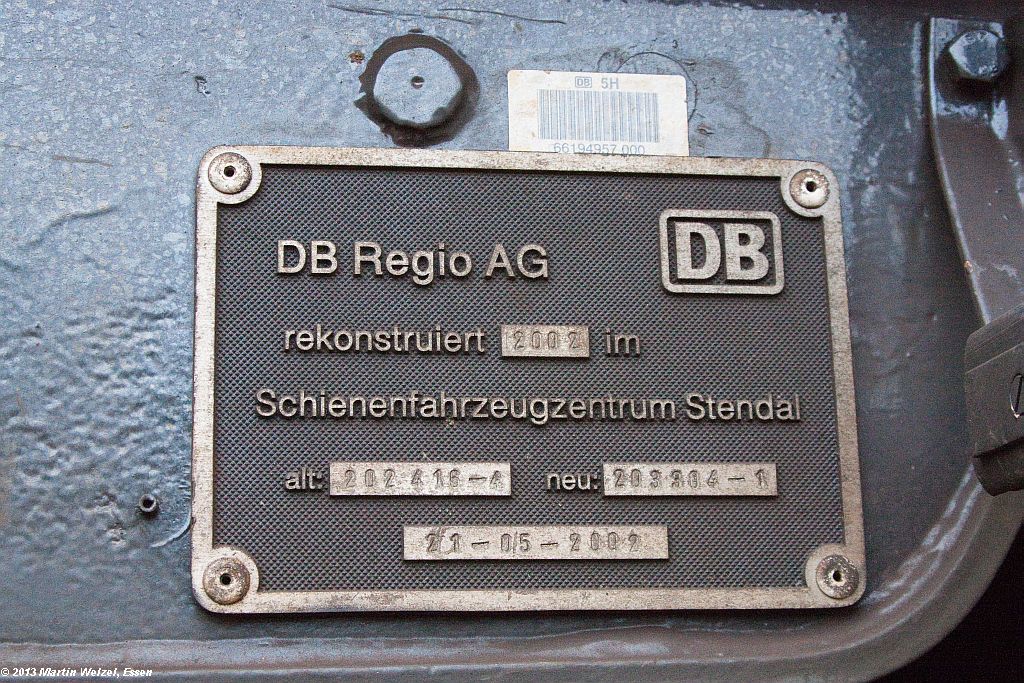 DB 5H
66194957 000
DB Regio AG DB
rekonstruiert 2002 im
Schienenfahrzeugzentrum Stendal
alt: 202 416-4 neu: 203304-1
21-05-2002
© 2013 Martin Welzel, Essen